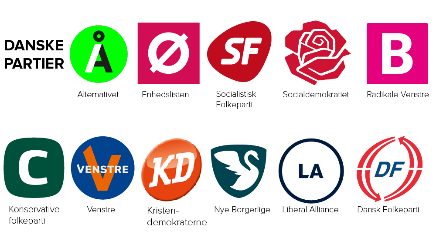 DANSKE
PARTIER
Å
Ø
SF
B
Alternativet
Enhedslisten
Socialistisk
Folkeparti
Socialdemokratiet
Radikale Venstre
C
VENSTRE
V
KD
LA
DF
Konservative
folkeparti
Venstre
Kristen-
demokraterne
Nye Borgerlige
Liberal Alliance
Dansk Folkeparti